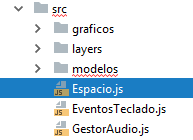 src
graficos
layers
modelos
Espacio.js
EventosTeclado.js
GestorAudio.js